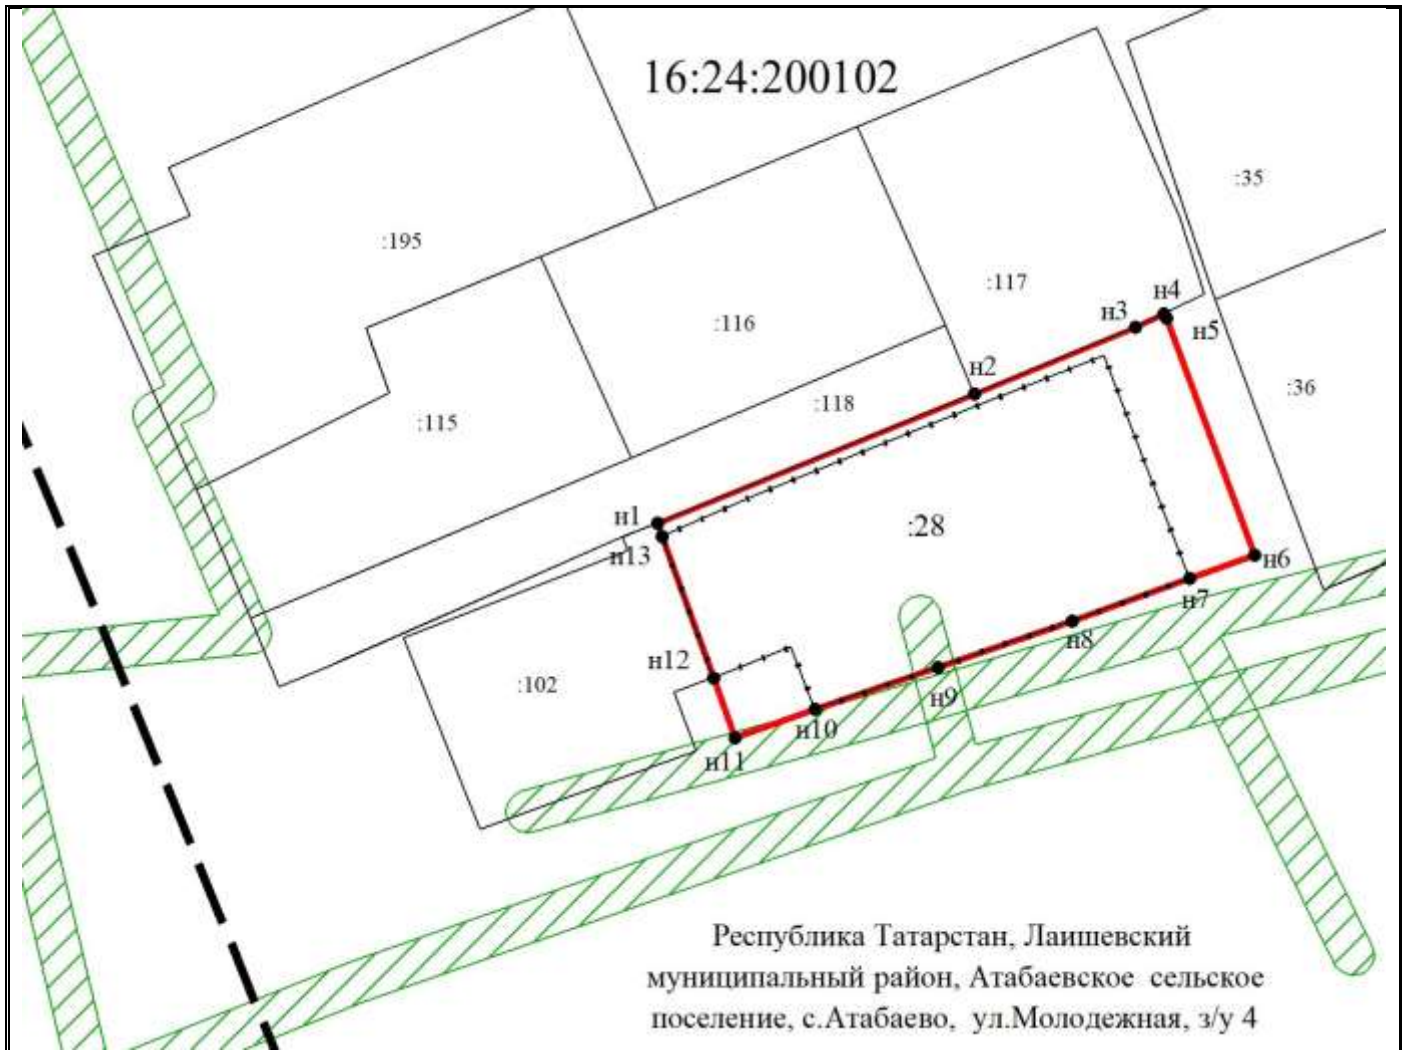 16:24:200102
:35
:195
:117
н4
н3
н5
:116
н2
:36
:118
:115
н1
:28
н13
н6
н7
н8
н12
:102
н9
н10
н11
Республика Татарстан, Лаишевский
муниципальный район, Атабаевское сельское
поселение, с.Атабаево, ул.Молодежная, з/у 4